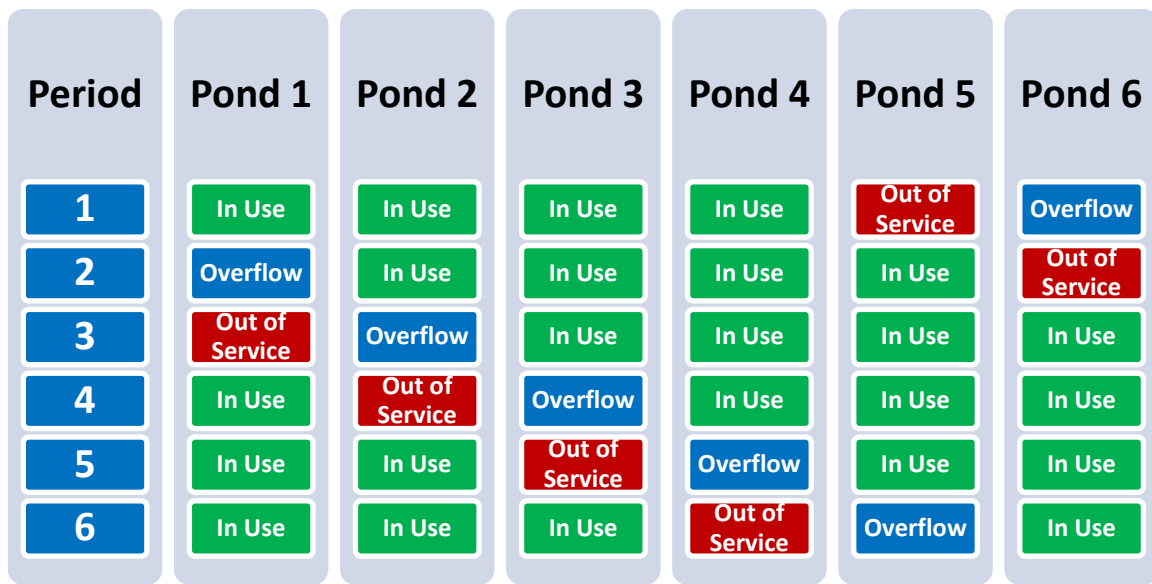 Period Pond 1 Pond 2 Pond 3 Pond 4 Pond 5 Pond 6
1 In Use In Use In Use In Use Out of Service Overflow
2 Overflow In Use In Use In Use In Use Out of Service
3 Out of Service Overflow In Use In Use In Use In Use
4 In Use Out of Service Overflow In Use In Use In Use
5 In Use In Use Out of Service Overflow In Use In Use
6 In Use In Use In Use Out of Service Overflow In Use